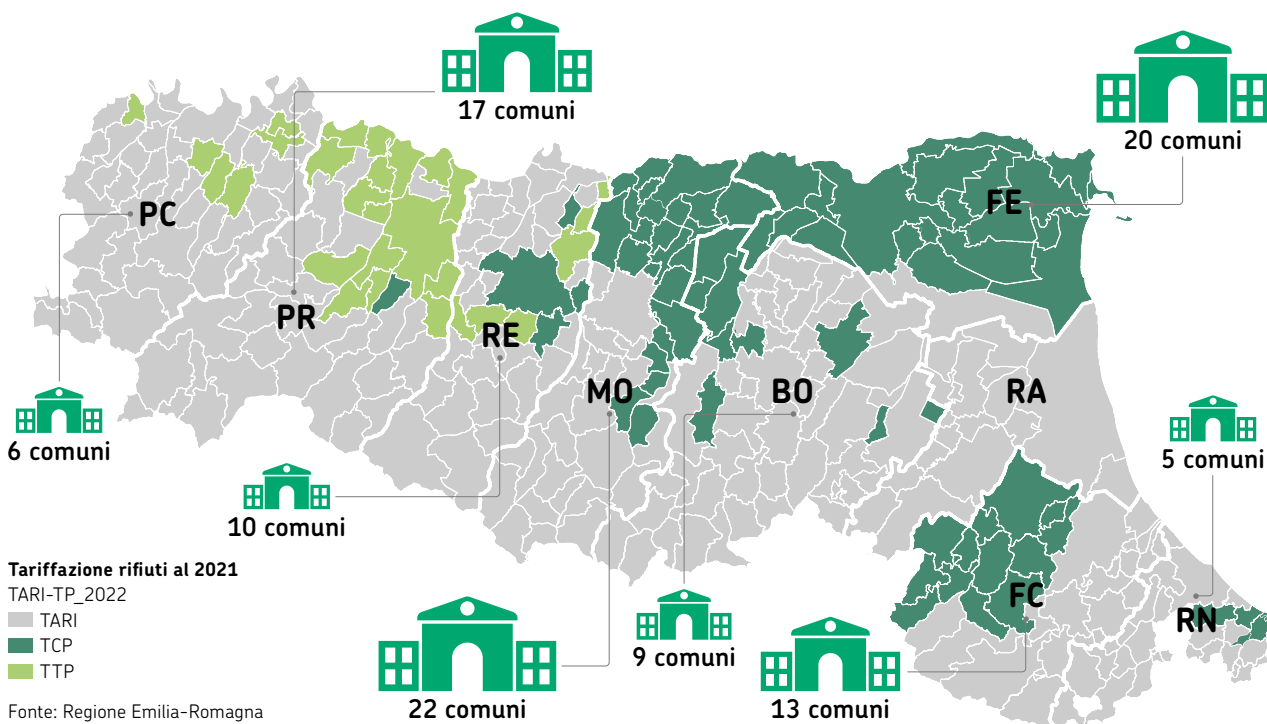 17 comuni
20 comuni
PC
FE
PR
RE
MO
BO
RA
6 comuni
5 comuni
10 comuni
FC
RN
9 comuni
22 comuni
13 comuni
Tariffazione rifiuti al 2021
TARI-TP_2022
TARI
TCP
TTP
Fonte: Regione Emilia-Romagna